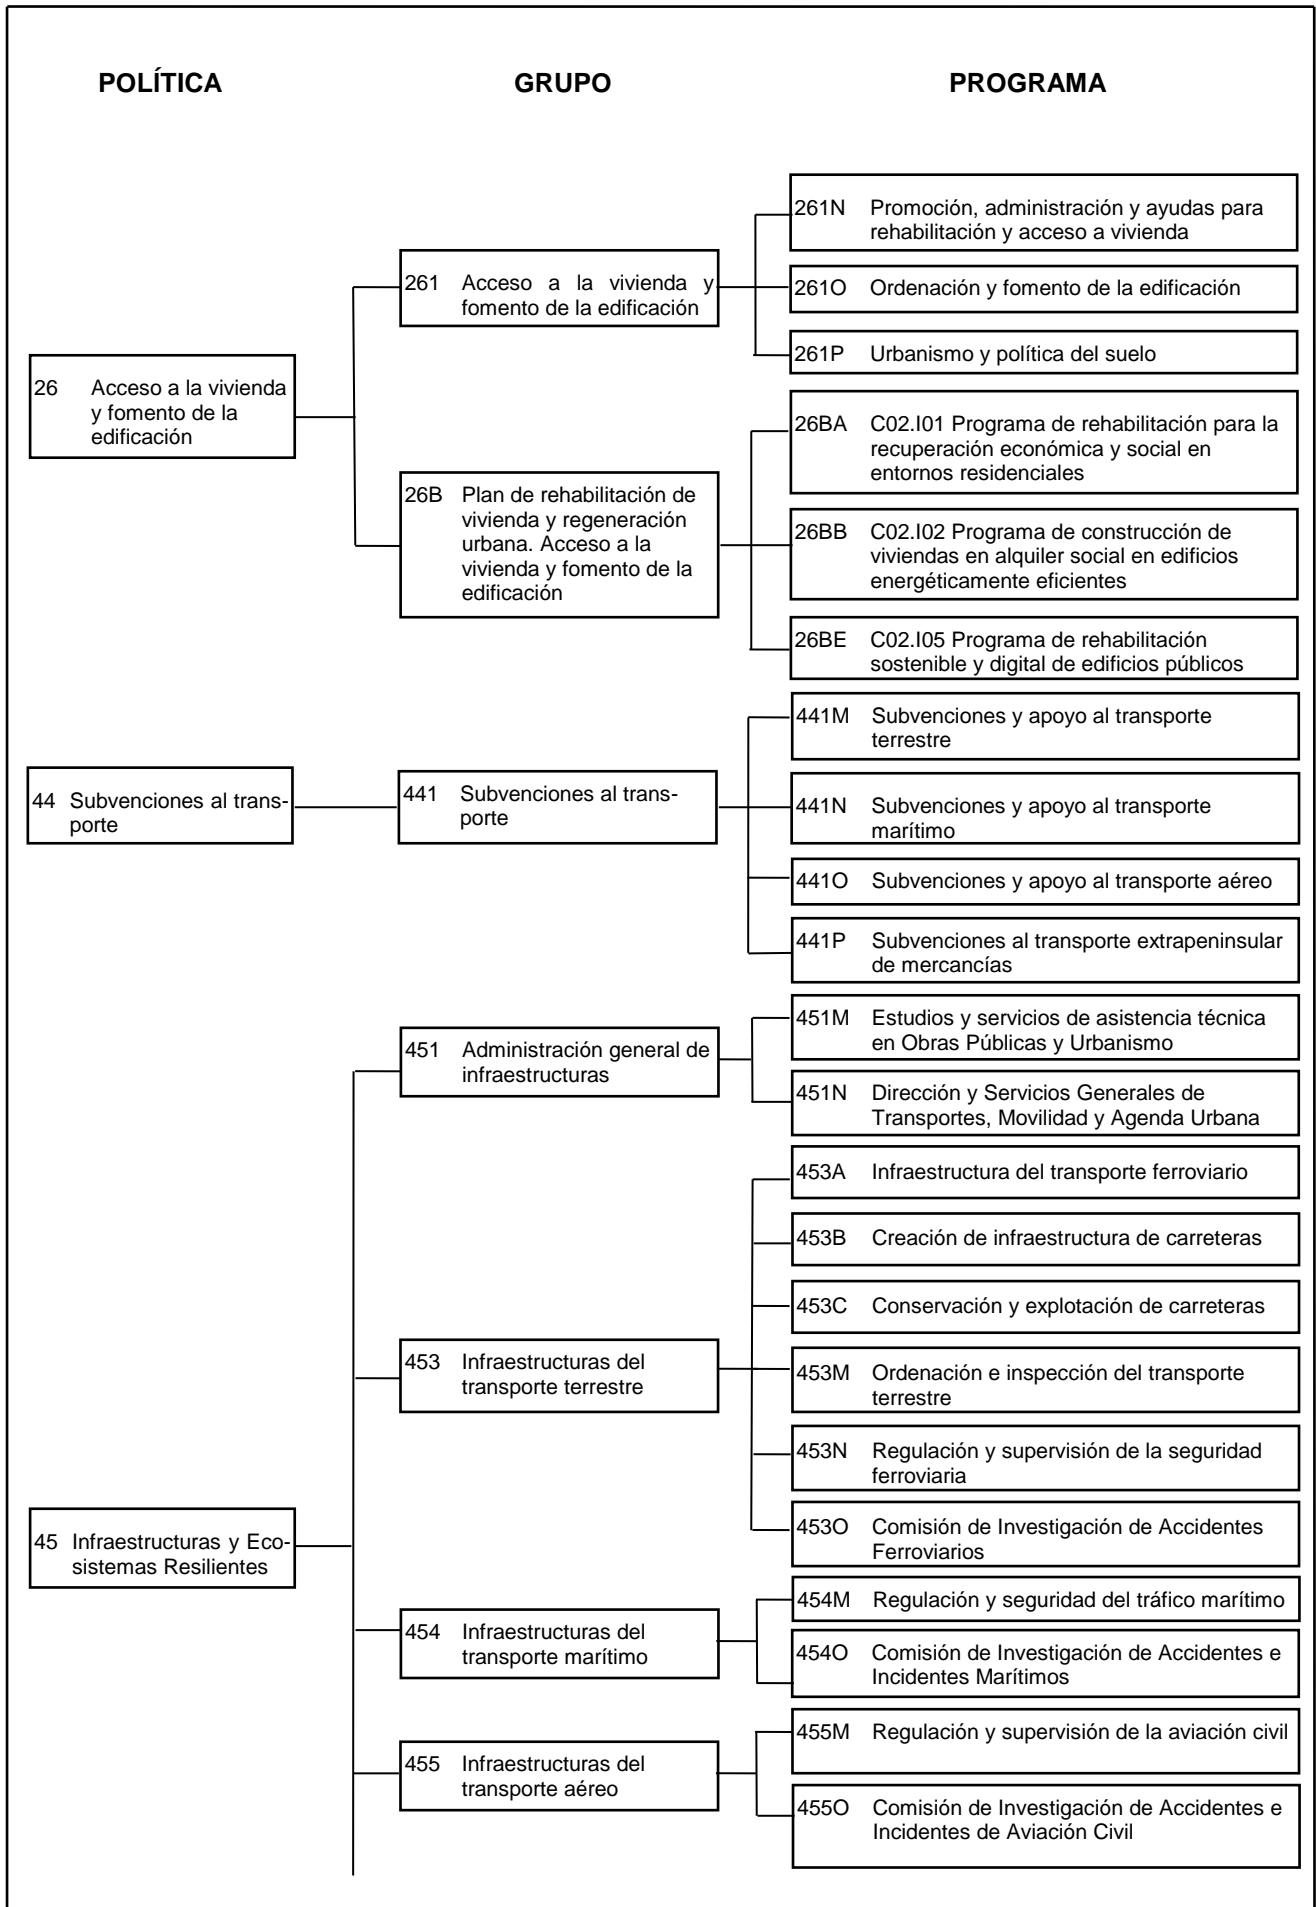 POLÍTICA GRUPO PROGRAMA
261N Promoción, administración y ayudas para
rehabilitación y acceso a vivienda
261 Acceso a la vivienda y
fomento de la edificación
261O Ordenación y fomento de la edificación
261P Urbanismo y política del suelo
26 Acceso a la vivienda
y fomento de la
edificación
26BA C02.I01 Programa de rehabilitación para la
recuperación económica y social en
entornos residenciales
26B Plan de rehabilitación de
vivienda y regeneración
urbana. Acceso a la
vivienda y fomento de la
edificación
26BB C02.I02 Programa de construcción de
viviendas en alquiler social en edificios
energéticamente eficientes
26BE C02.I05 Programa de rehabilitación
sostenible y digital de edificios públicos
441M Subvenciones y apoyo al transporte
terrestre
44 Subvenciones al trans-
porte
441 Subvenciones al trans-
porte
441N Subvenciones y apoyo al transporte
marítimo
441O Subvenciones y apoyo al transporte aéreo
441P Subvenciones al transporte extrapeninsular
de mercancías
451M Estudios y servicios de asistencia técnica
en Obras Públicas y Urbanismo
451 Administración general de
infraestructuras
451N Dirección y Servicios Generales de
Transportes, Movilidad y Agenda Urbana
453A Infraestructura del transporte ferroviario
453B Creación de infraestructura de carreteras
453C Conservación y explotación de carreteras
453 Infraestructuras del
transporte terrestre
453M Ordenación e inspección del transporte
terrestre
453N Regulación y supervisión de la seguridad
ferroviaria
453O Comisión de Investigación de Accidentes
Ferroviarios
45 Infraestructuras y Eco-
sistemas Resilientes
454M Regulación y seguridad del tráfico marítimo
454 Infraestructuras del
transporte marítimo
454O Comisión de Investigación de Accidentes e
Incidentes Marítimos
455M Regulación y supervisión de la aviación civil
455 Infraestructuras del
transporte aéreo
455O Comisión de Investigación de Accidentes e
Incidentes de Aviación Civil